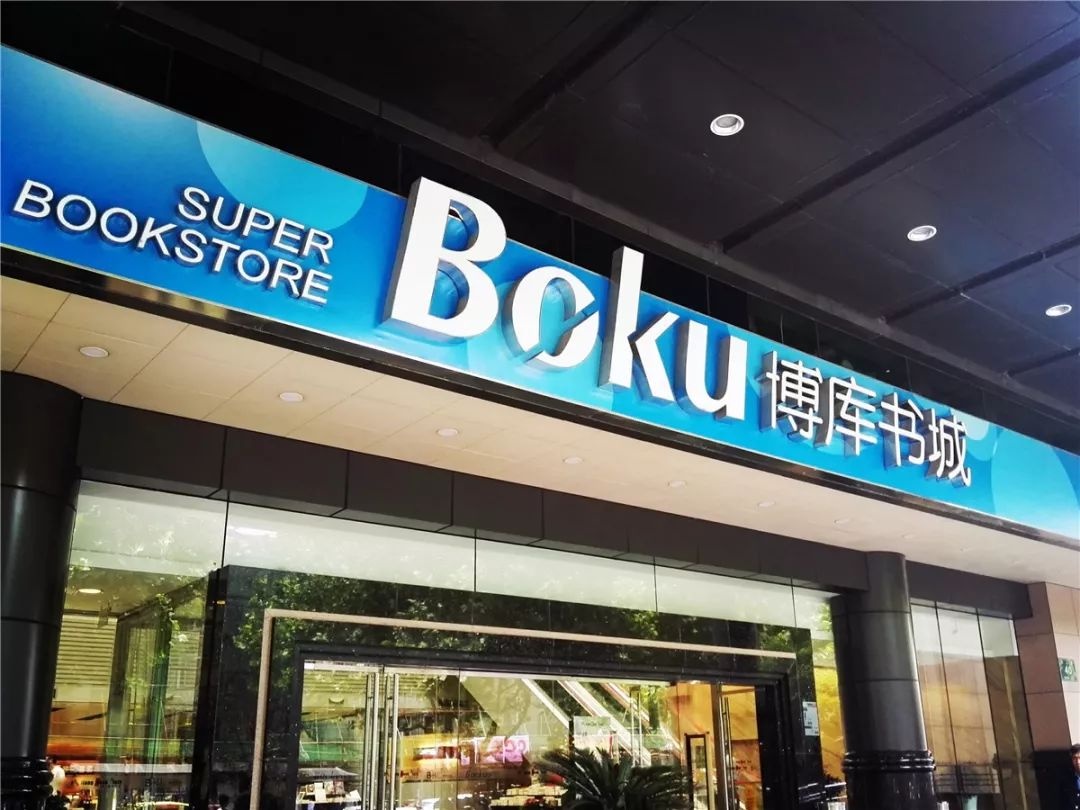 SUPER
BOOKSTORE
Boku 博库书城